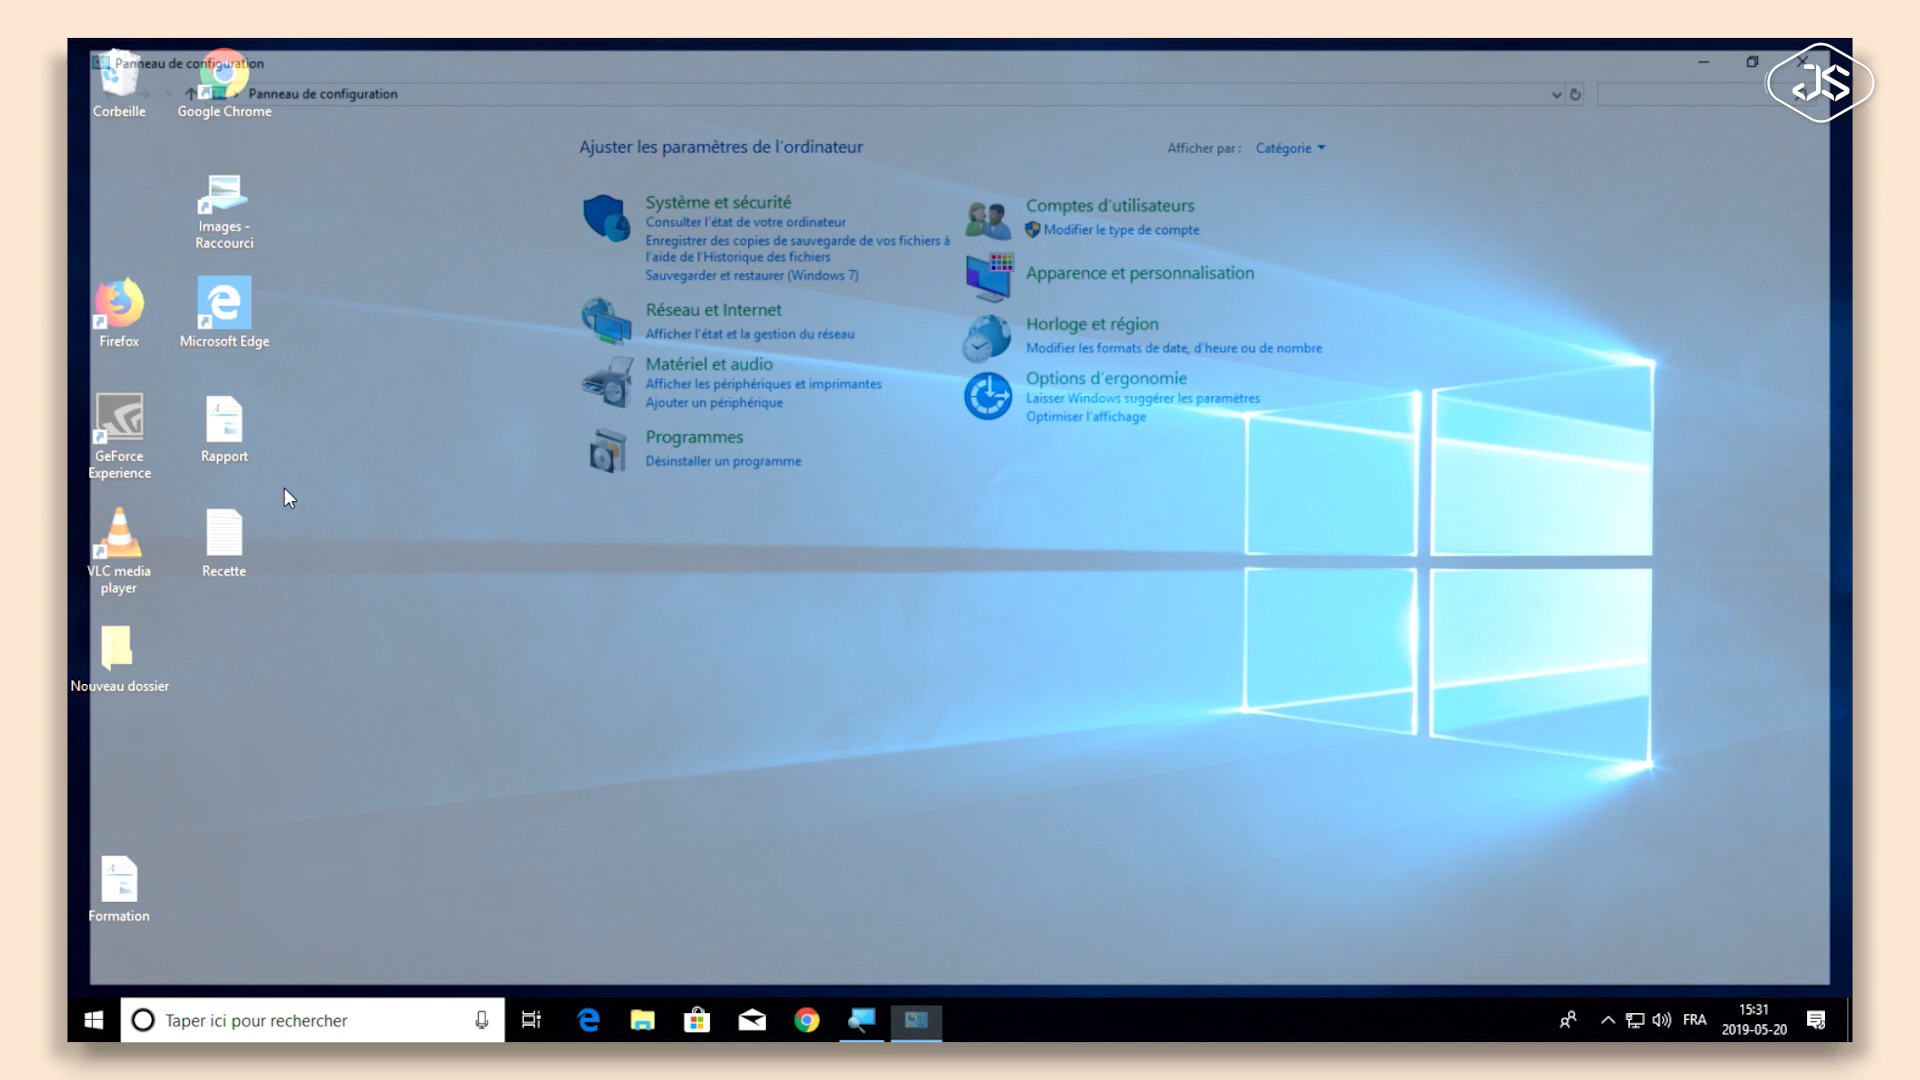 Panneau de configuration
Panneau de configuration
JS
Corbeille
Google Chrome
Images -
Raccourci
Firefox
Microsoft Edge
GeForce
Experience
Rapport
VLC media
player
Recette
Nouveau dossier
Formation
Ajuster les paramètres de l'ordinateur
Afficher par : Catégorie
Système et sécurité
Consulter l'état de votre ordinateur
Enregistrer des copies de sauvegarde de vos fichiers à
l'aide de l'Historique des fichiers
Sauvegarder et restaurer (Windows 7)
Réseau et Internet
Afficher l'état et la gestion du réseau
Matériel et audio
Afficher les périphériques et imprimantes
Ajouter un périphérique
Programmes
Désinstaller un programme
Comptes d'utilisateurs
Modifier le type de compte
Apparence et personnalisation
Horloge et région
Modifier les formats de date, d'heure ou de nombre
Options d'ergonomie
Laisser Windows suggérer les paramètres
Optimiser l'affichage
Taper ici pour rechercher
FRA
15:31
2019-05-20